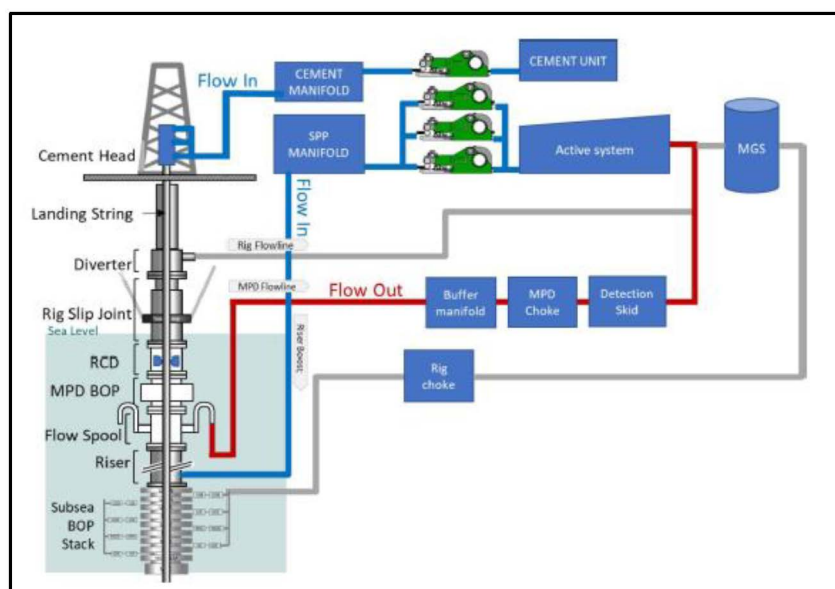 Flow In
CEMENT
MANIFOLD
CEMENT UNIT
Cement Head
SPP
MANIFOLD
Active system
MGS
Flow In
Landing String
Rig Flowline
Diverter
MPD Flowline
Flow Out
Buffer
manifold
MPD
Choke
Detection
Skid
Rig Slip Joint
Sea Level
Riser Boost;
RCD
Rig
choke
MPD BOP
Flow Spool
Riser
Subsea
BOP
Stack